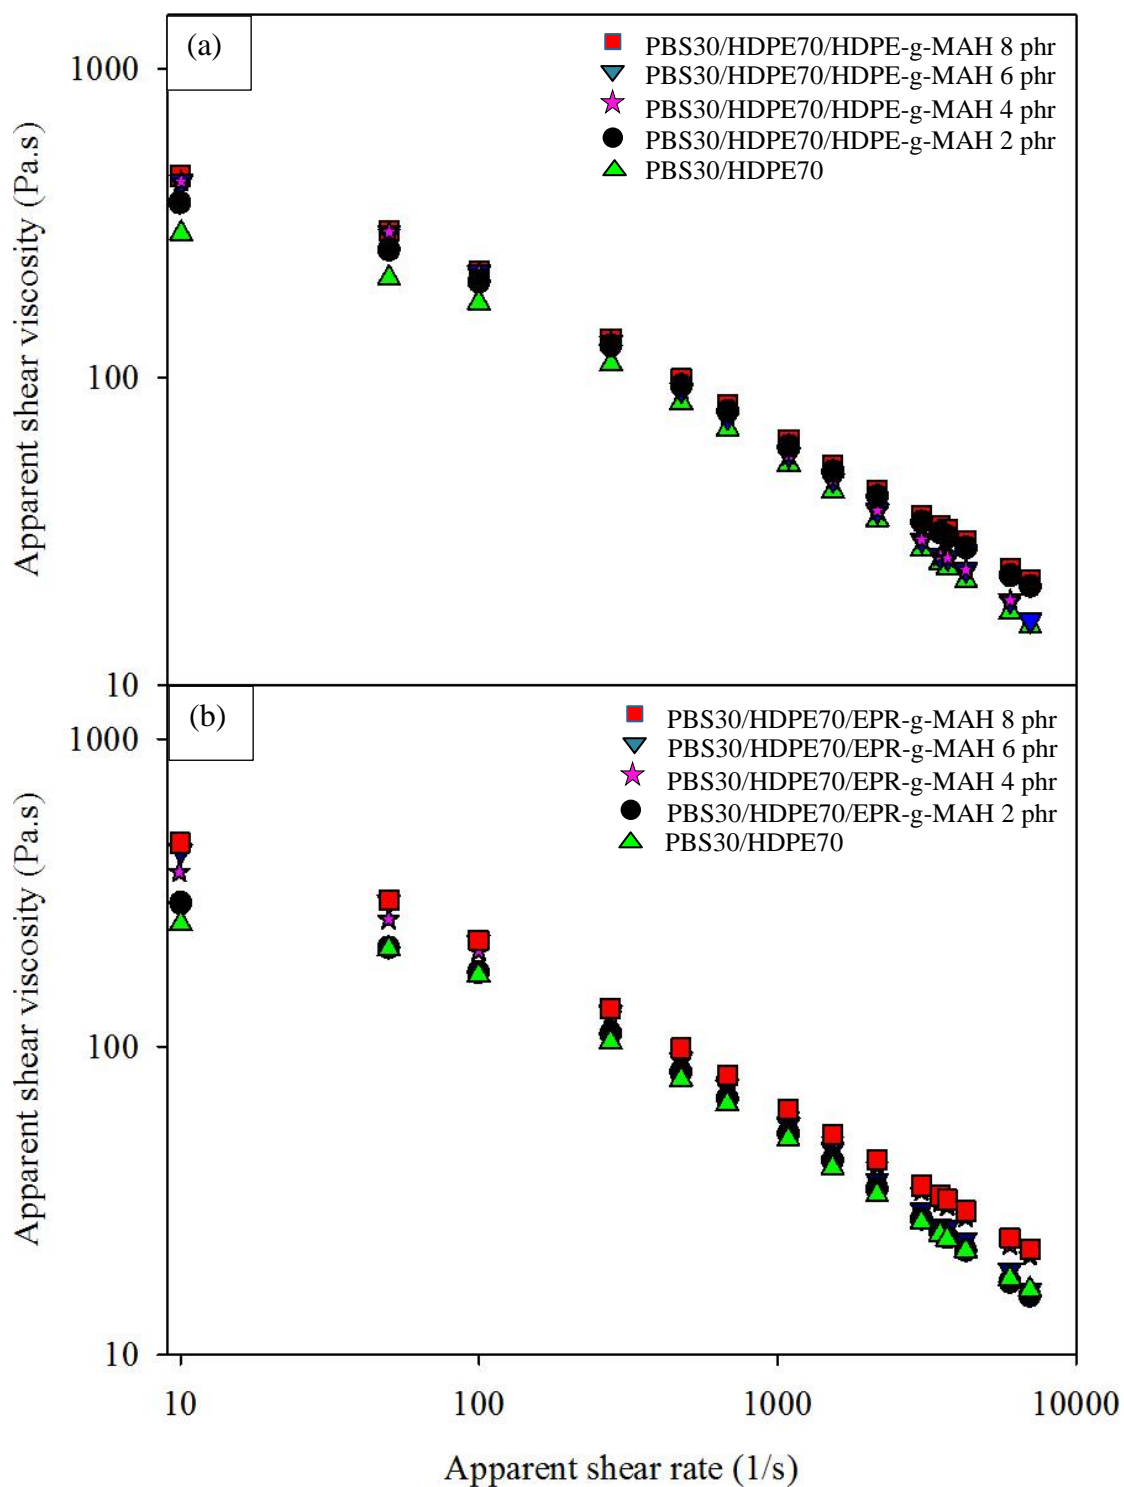 (a)
PBS30/HDPE70/HDPE-g-MAH 8 phr
PBS30/HDPE70/HDPE-g-MAH 6 phr
PBS30/HDPE70/HDPE-g-MAH 4 phr
PBS30/HDPE70/HDPE-g-MAH 2 phr
PBS30/HDPE70
1000
100
10
Apparent shear viscosity (Pa.s)
(b)
PBS30/HDPE70/EPR-g-MAH 8 phr
PBS30/HDPE70/EPR-g-MAH 6 phr
PBS30/HDPE70/EPR-g-MAH 4 phr
PBS30/HDPE70/EPR-g-MAH 2 phr
PBS30/HDPE70
1000
100
10
Apparent shear viscosity (Pa.s)
10 100 1000 10000
Apparent shear rate (1/s)